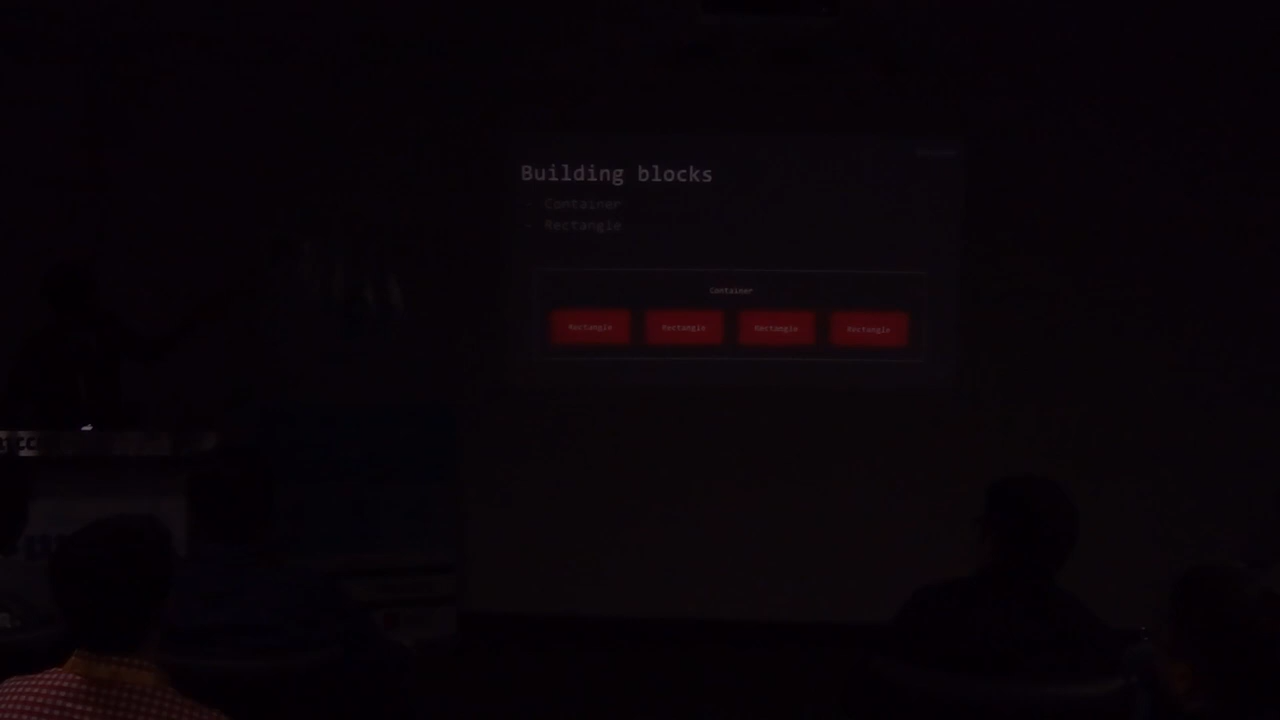 Building blocks
- Container
- Rectangle
Container
Rectangle Rectangle Rectangle Rectangle